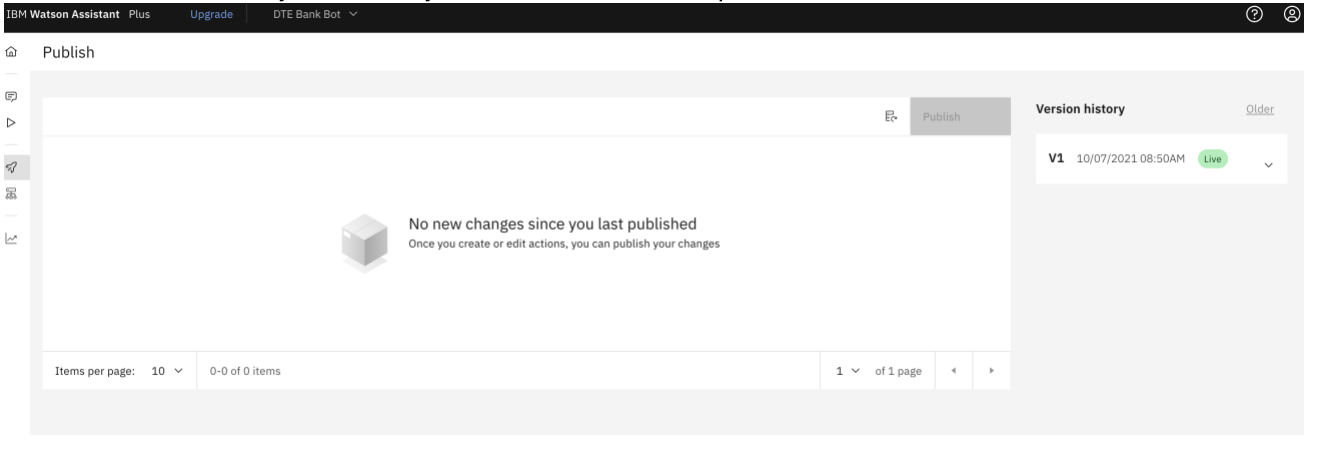 IBM Watson Assistant Plus Upgrade DTE Bank Bot
Publish
Publish
Version history Older
V1 10/07/2021 08:50AM Live
No new changes since you last published
Once you create or edit actions, you can publish your changes
Items per page: 10 0-0 of 0 items 1 of 1 page